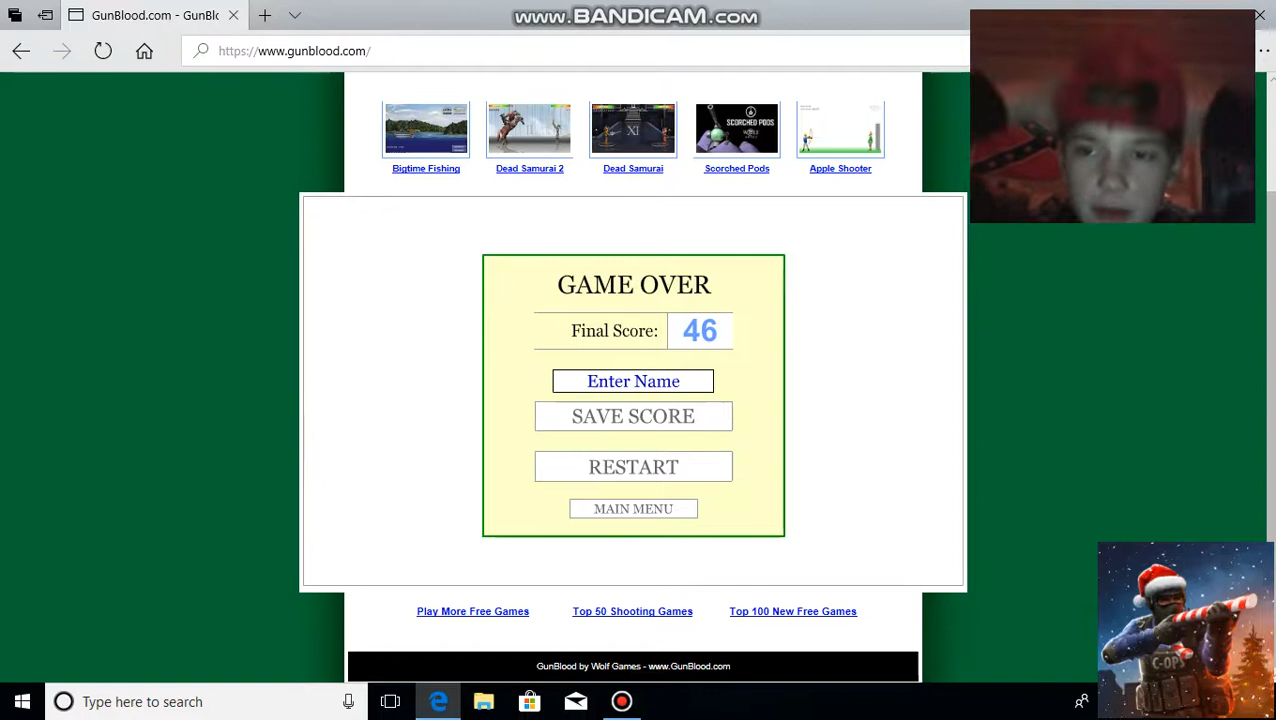 GunBlood.com - GunBlo
WWW.BANDICAM.COM
https://www.gunblood.com/
XI
SCORCHED PODS
Bigtime Fishing
Dead Samurai 2
Dead Samurai
Scorched Pods
Apple Shooter
GAME OVER
Final Score: 46
Enter Name
SAVE SCORE
RESTART
MAIN MENU
Play More Free Games
Top 50 Shooting Games
Top 100 New Free Games
GunBlood by Wolf Games - www.GunBlood.com
C-OPS
Type here to search